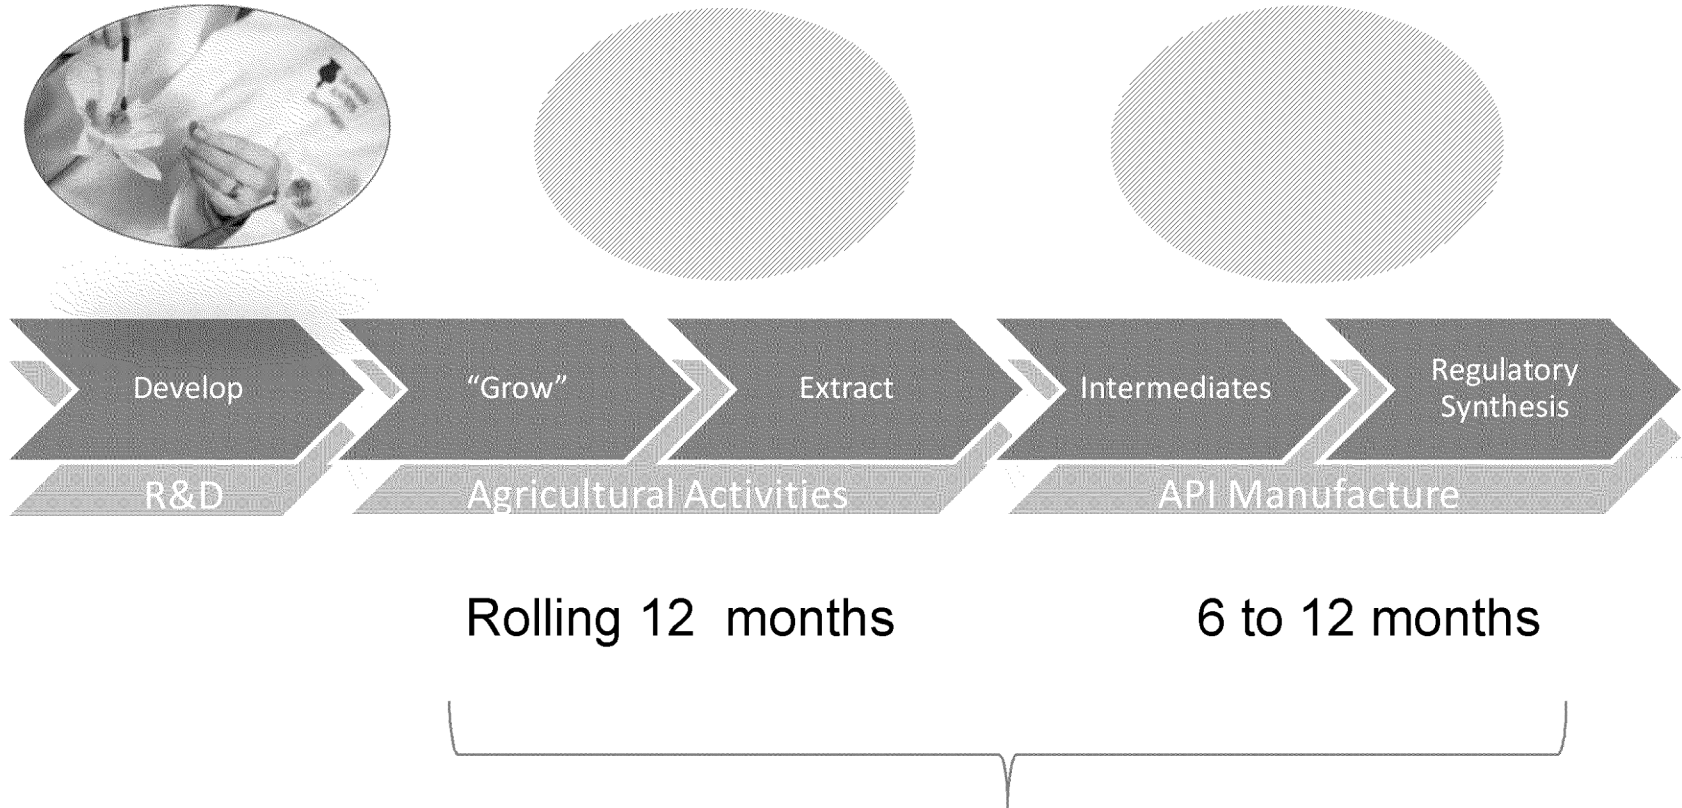 Develop
“Grow”
Extract
Intermediates
Regulatory
Synthesis
R&D
Agricultural Activities
API Manufacture
Rolling 12  months
6 to 12 months